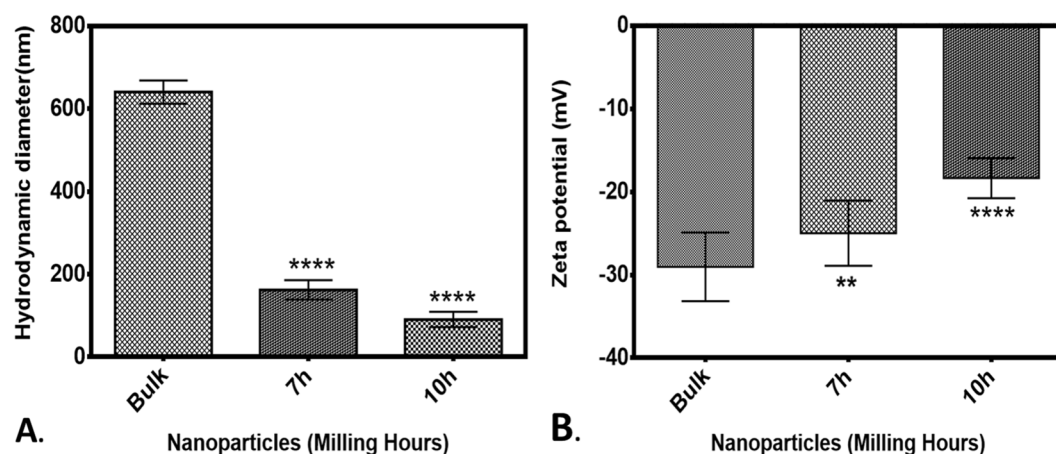 Hydrodynamic diameter(nm)
800
600
400
200
0
****
****
Bulk
7h
10h
Nanoparticles (Milling Hours)
A.
Zeta potential (mV)
0
-10
-20
-30
-40
**
****
Bulk
7h
10h
Nanoparticles (Milling Hours)
B.